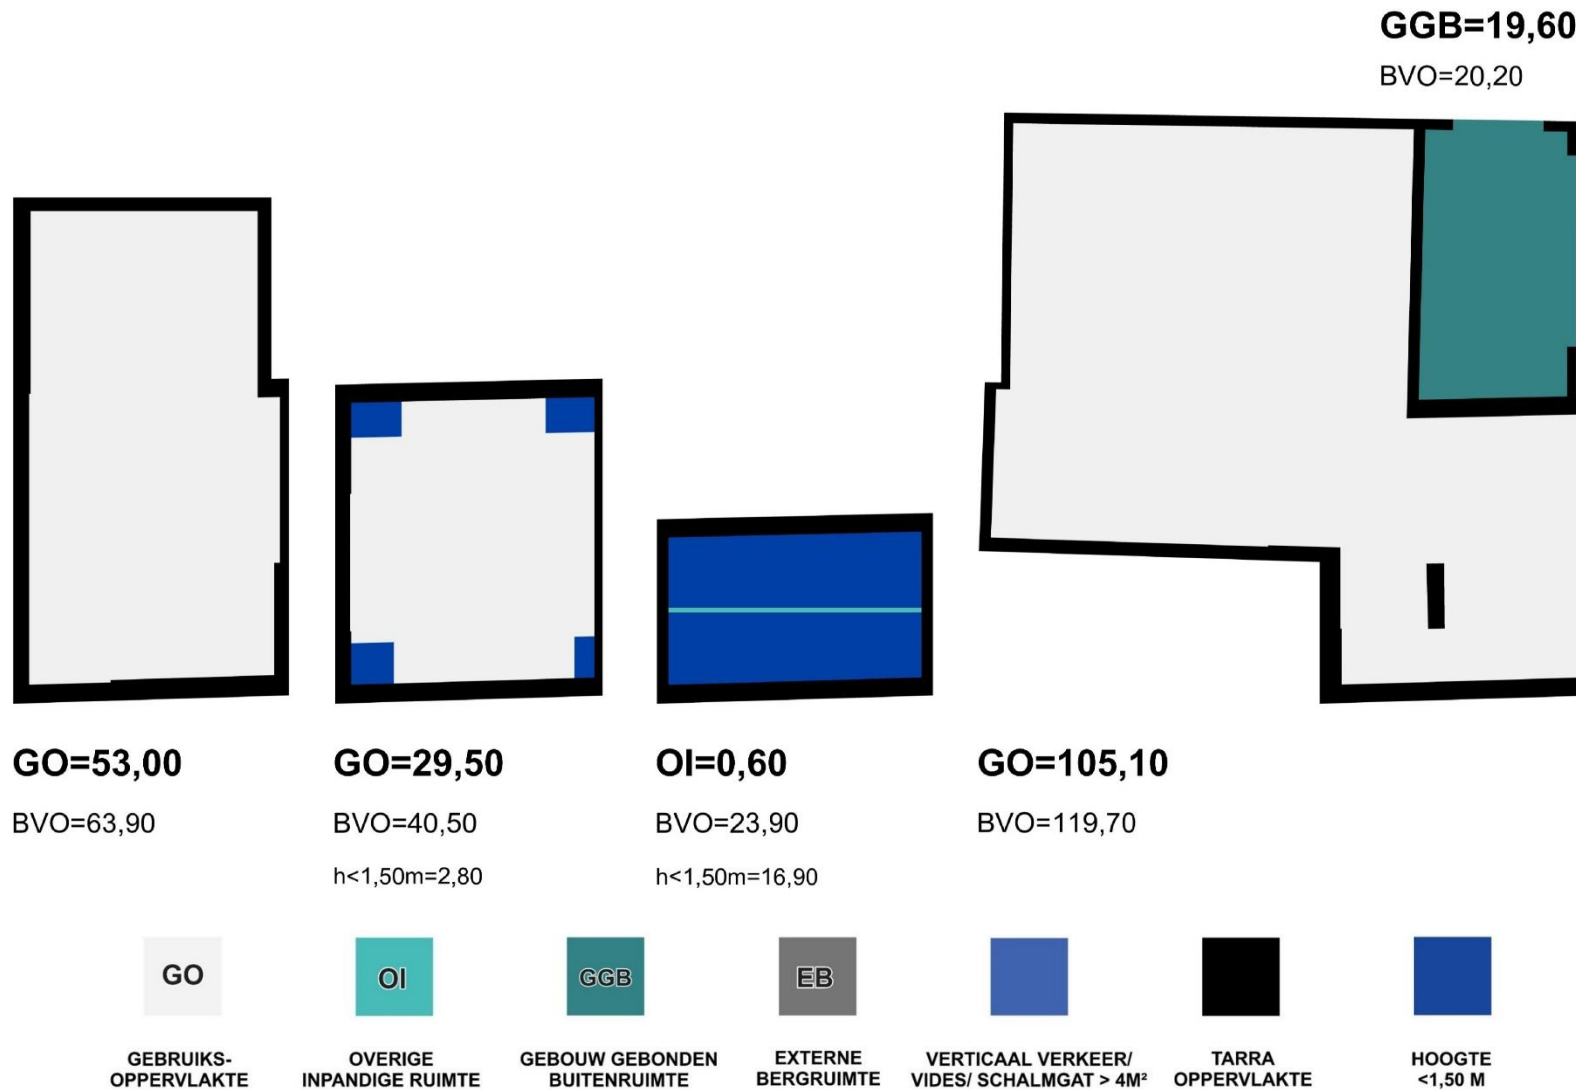 GGB=19,60
BVO=20,20
GO=53,00
BVO=63,90
GO=29,50
BVO=40,50
h<1,50m=2,80
OI=0,60
BVO=23,90
h<1,50m=16,90
GO=105,10
BVO=119,70
GO
GEBRUIKS-
OPPERVLAKTE
OI
OVERIGE
INPANDIGE RUIMTE
GGB
GEBOUW GEBONDEN
BUITENRUIMTE
EB
EXTERNE
BERGRUIMTE
VERTICAAL VERKEER/
VIDES/ SCHALMGAT > 4M²
TARRA
OPPERVLAKTE
HOOGTE
<1,50 M